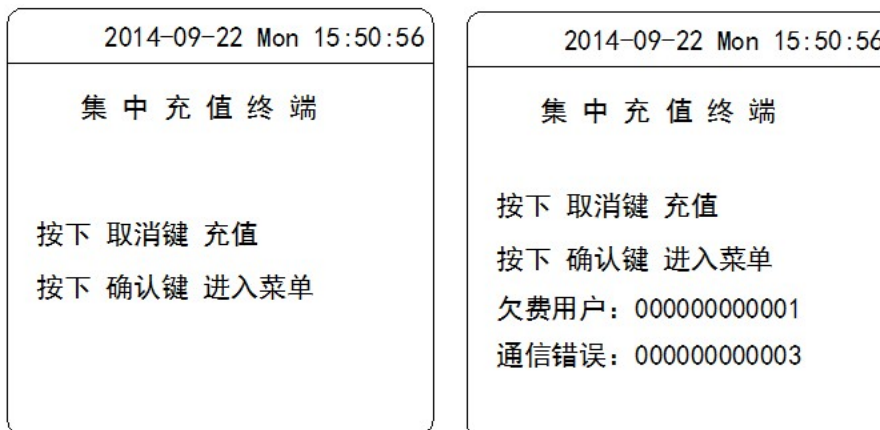 2014-09-22 Mon 15:50:56
集中充值终端
按下 取消键 充值
按下 确认键 进入菜单
2014-09-22 Mon 15:50:56
集中充值终端
按下 取消键 充值
按下 确认键 进入菜单
欠费用户：000000000001
通信错误：000000000003